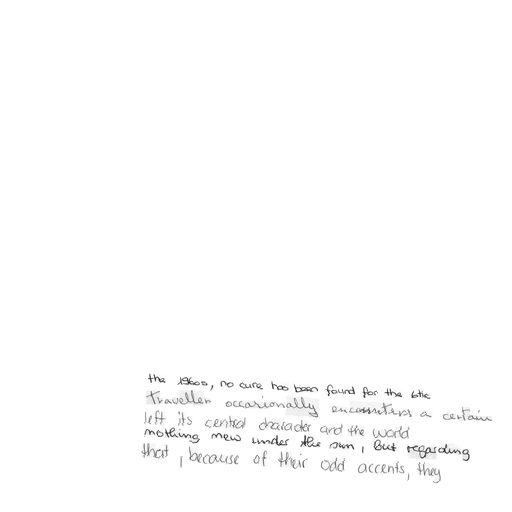 the 1960s, no cure has been found for the
Traveller occasionally encounters a certain
left its central character and the world
nothing new under the sun, but regarding
that, because of their odd accents, they